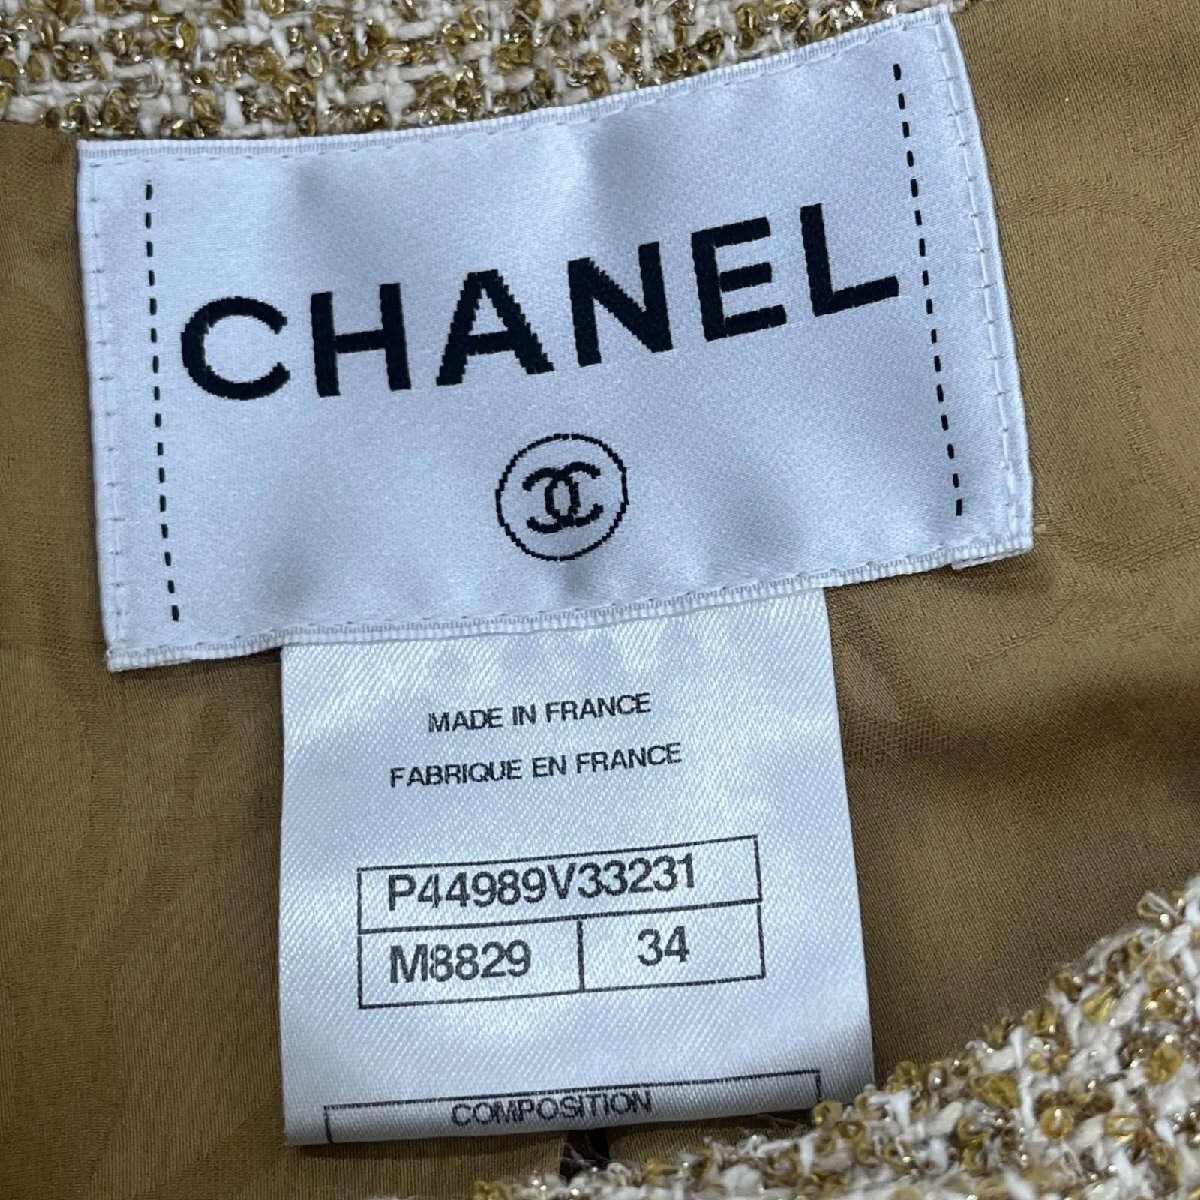 CHANEL
MADE IN FRANCE
FABRIQUE EN FRANCE
P44989V33231
M8829 34
COMPOSITION